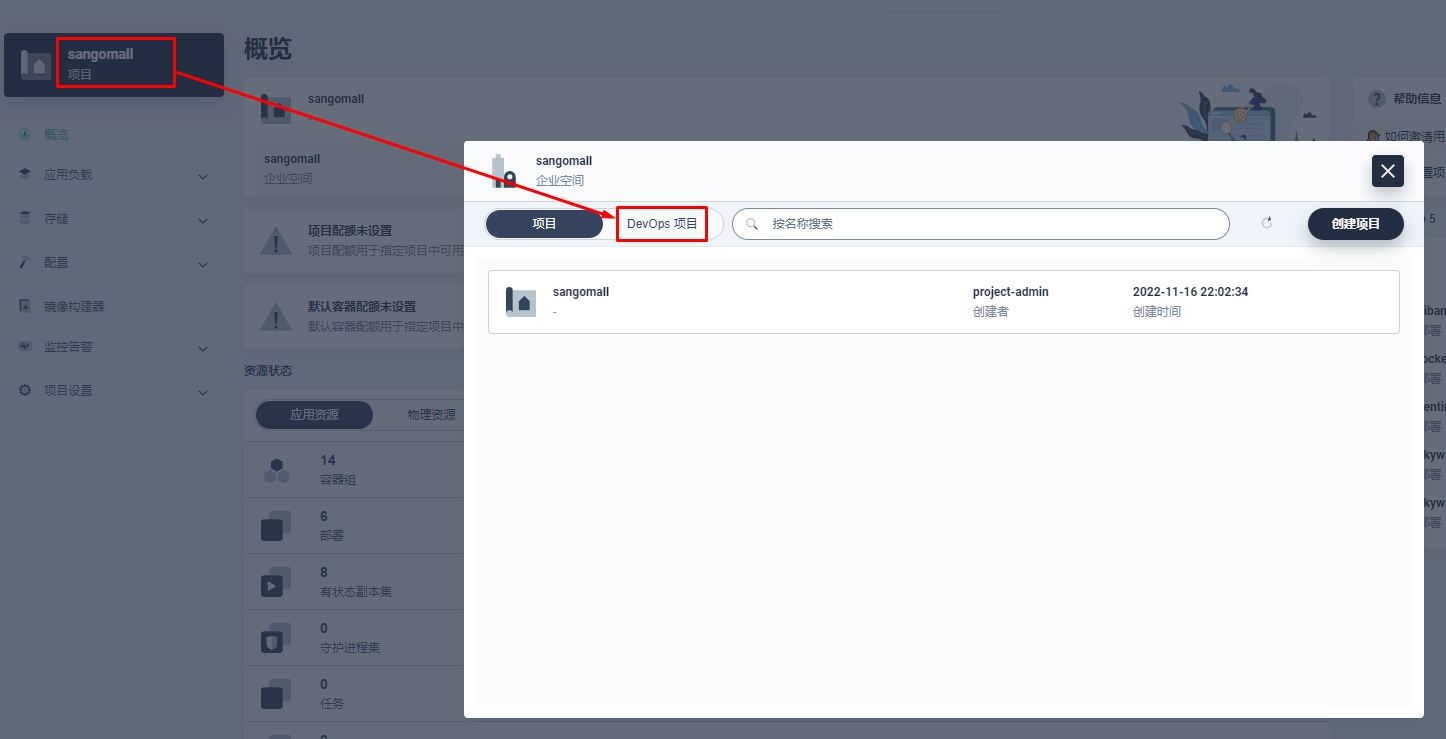 sangomall
项目
概览
应用负载
存储
配置
镜像构建器
监控告警
项目设置
概览
sangomall
-
sangomall
企业空间
项目配额未设置
项目配额用于指定项目中可用
默认容器配额未设置
默认容器配额用于指定项目中
资源状态
应用资源
物理资源
14
容器组
6
部署
8
有状态副本集
0
守护进程集
0
任务
帮助信息
如何邀请用
sangomall
企业空间
项目
DevOps 项目
按名称搜索
创建项目
sangomall
-
project-admin
创建者
2022-11-16 22:02:34
创建时间